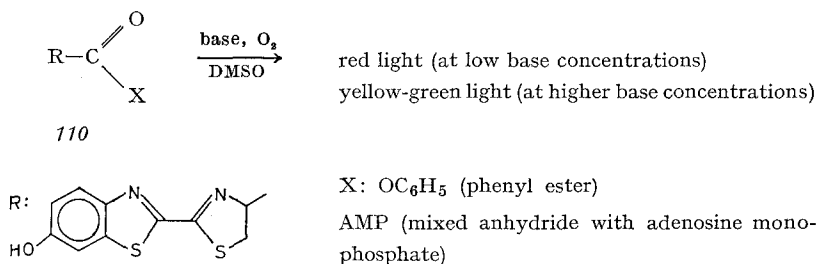 O
R—C
X
base, O₂
DMSO
red light (at low base concentrations)
yellow-green light (at higher base concentrations)
110
R:
HO
N
S
N
S
X: OC₆H₅ (phenyl ester)
AMP (mixed anhydride with adenosine mono-
phosphate)